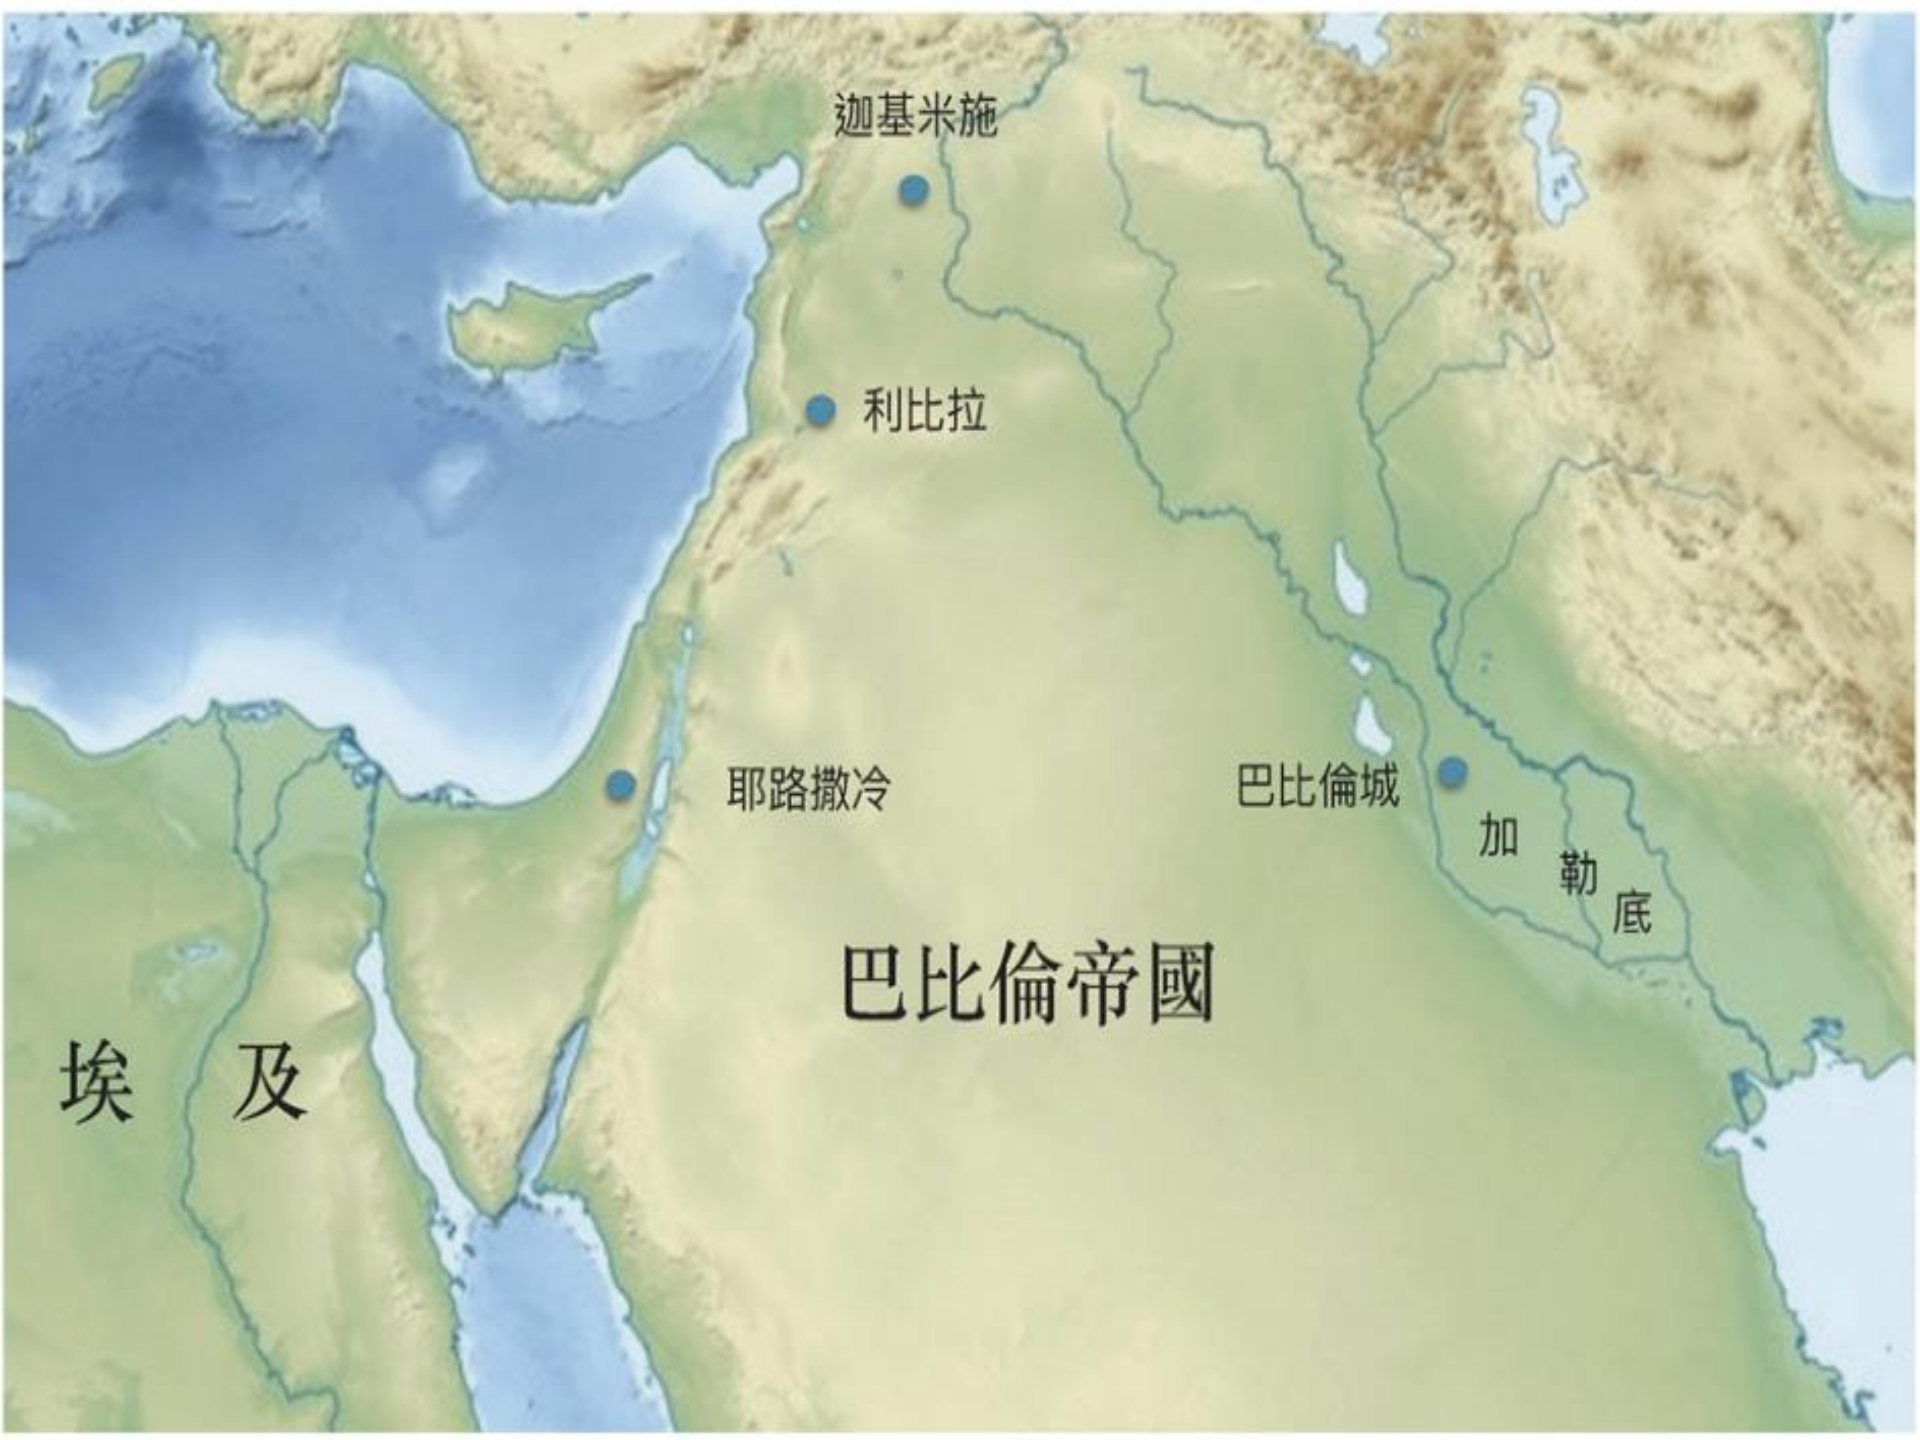 迦基米施
利比拉
耶路撒冷
巴比倫城
加勒底
巴比倫帝國
埃及